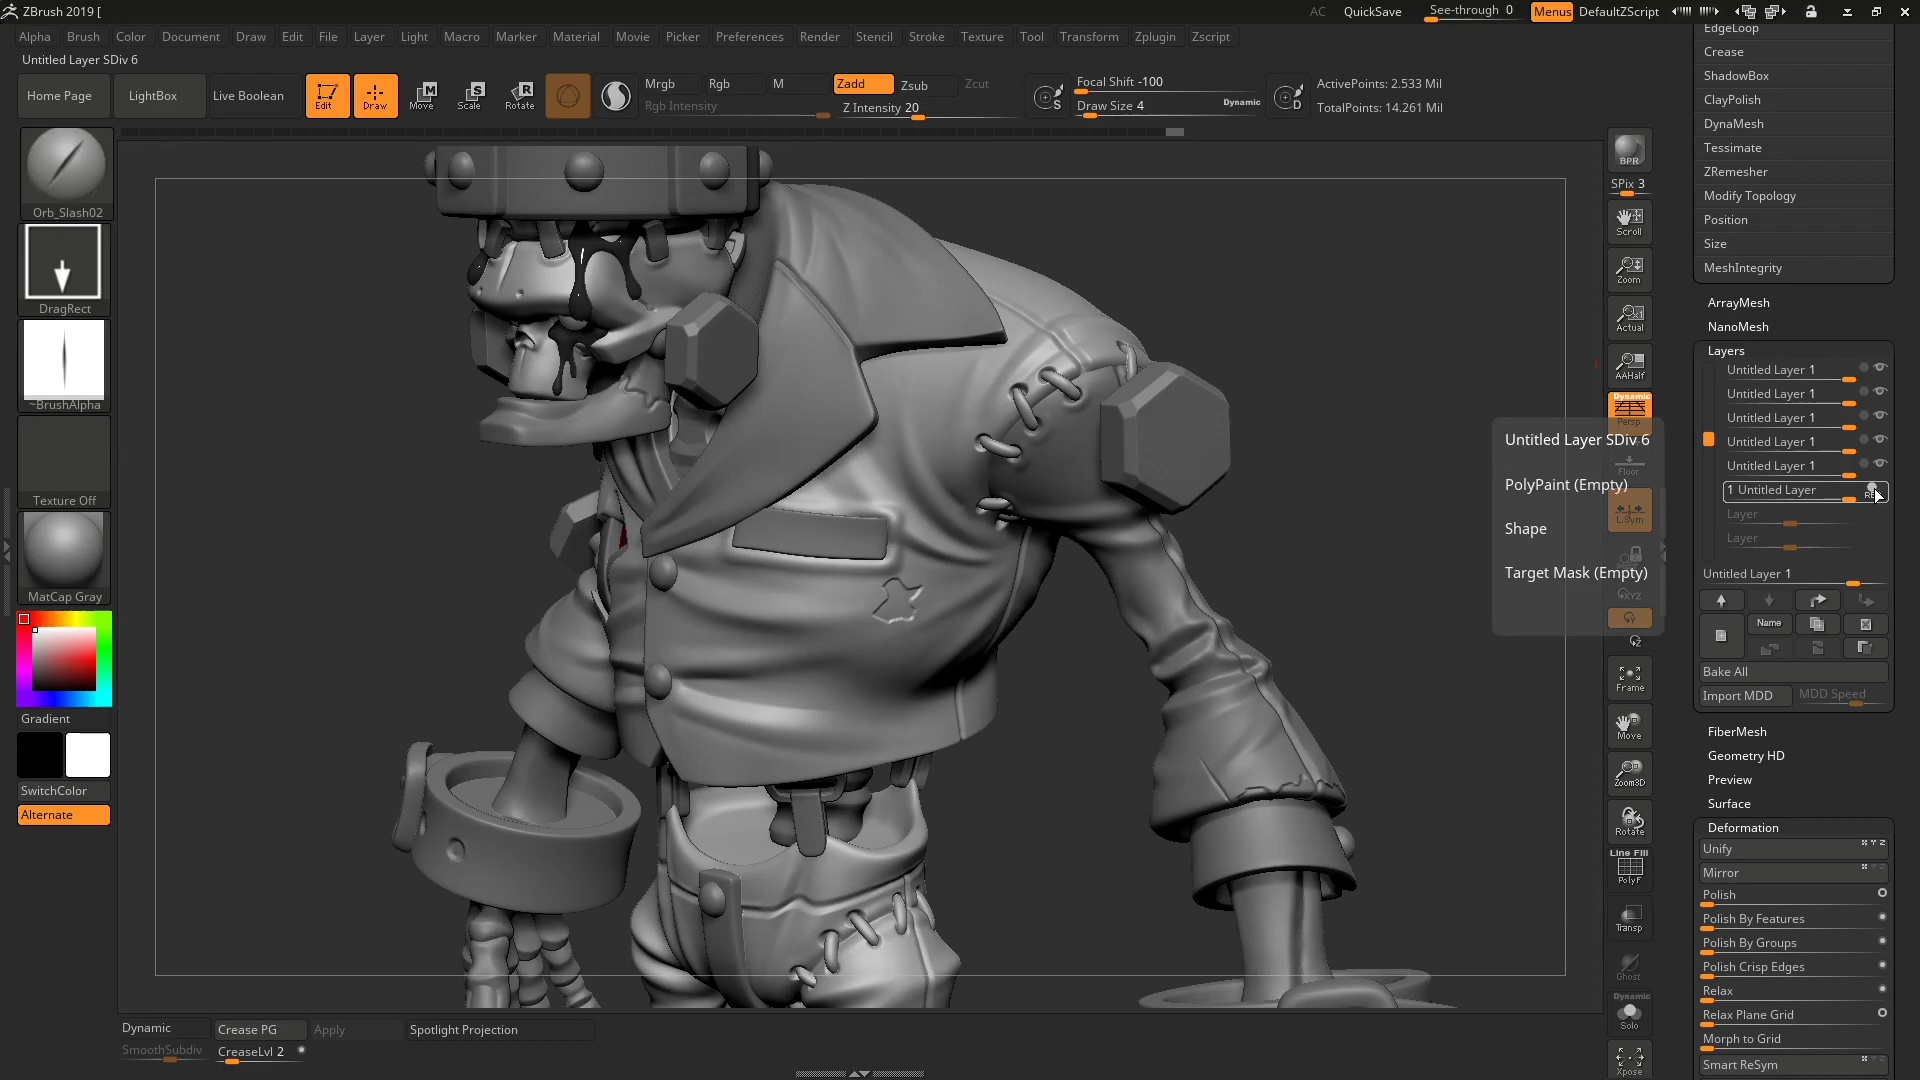 ZBrush 2019 [
AC QuickSave See-through 0 Menus DefaultZScript
Alpha Brush Color Document Draw Edit File Layer Light Macro Marker Material Movie Picker Preferences Render Stencil Stroke Texture Tool Transform Zplugin Zscript
Untitled Layer SDiv 6
Home Page LightBox Live Boolean Edit Draw Move Scale Rotate
Mrgb Rgb M Zadd Zsub Zcut
Rgb Intensity Z Intensity 20
S Focal Shift -100
Draw Size 4 Dynamic
D ActivePoints: 2.533 Mil
TotalPoints: 14.261 Mil
Orb_Slash02
DragRect
~BrushAlpha
Texture Off
MatCap Gray
Gradient
SwitchColor
Alternate
BPR
SPix 3
Scroll
Zoom
Actual
AAHalf
Dynamic
Persp
Floor
L.Sym
XYZ
Y
Z
Frame
Move
Zoom3D
Rotate
Line Fill
PolyF
Transp
Ghost
Dynamic
Solo
Xpose
Untitled Layer SDiv 6
PolyPaint (Empty)
Shape
Target Mask (Empty)
EdgeLoop
Crease
ShadowBox
ClayPolish
DynaMesh
Tessimate
ZRemesher
Modify Topology
Position
Size
MeshIntegrity
ArrayMesh
NanoMesh
Layers
Untitled Layer 1
Untitled Layer 1
Untitled Layer 1
Untitled Layer 1
Untitled Layer 1
1 Untitled Layer
Layer
Layer
Untitled Layer 1
Name
Bake All
Import MDD MDD Speed
FiberMesh
Geometry HD
Preview
Surface
Deformation
Unify
Mirror
Polish
Polish By Features
Polish By Groups
Polish Crisp Edges
Relax
Relax Plane Grid
Morph to Grid
Smart ReSym
Dynamic Crease PG Apply Spotlight Projection
SmoothSubdiv CreaseLvl 2